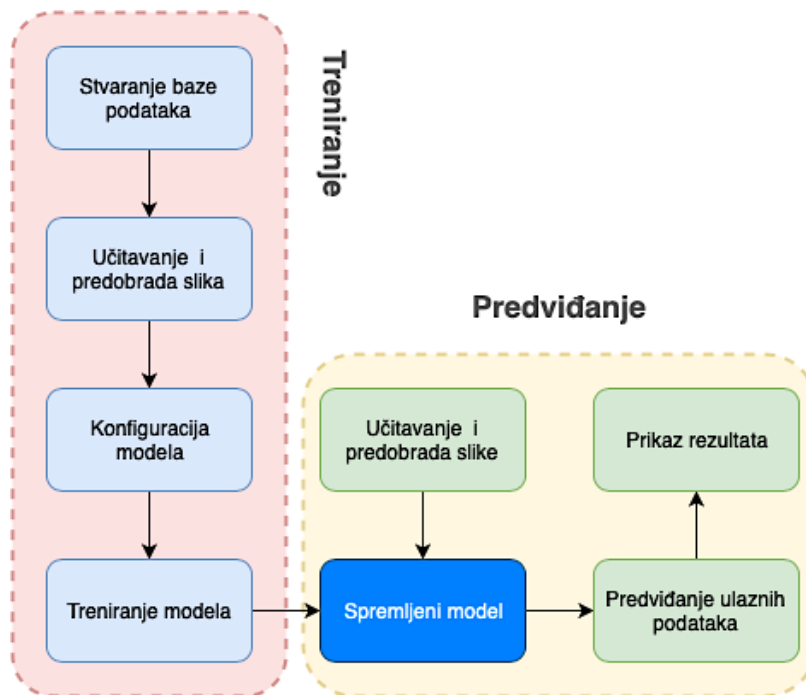 Treniranje
Stvaranje baze
podataka
Učitavanje i
predobrada slika
Konfiguracija
modela
Treniranje modela
Predviđanje
Učitavanje i
predobrada slike
Spremljeni model
Predviđanje ulaznih
podataka
Prikaz rezultata